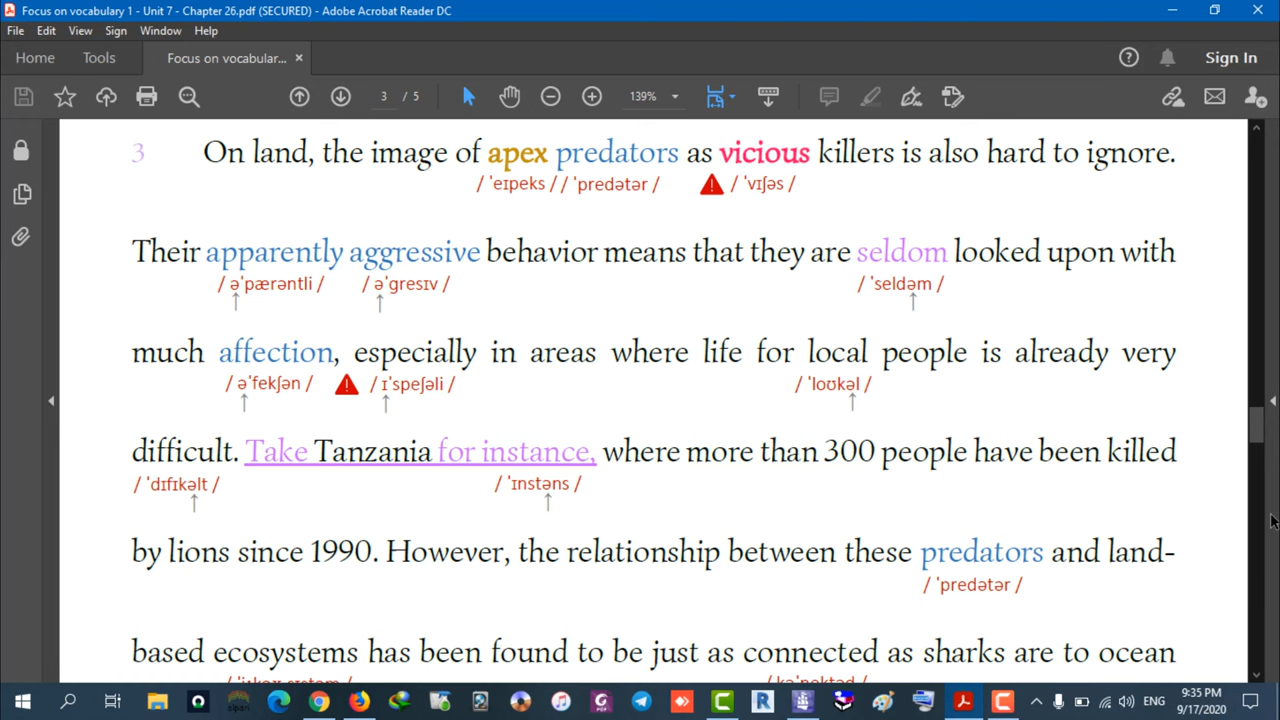 Focus on vocabulary 1 - Unit 7 - Chapter 26.pdf (SECURED) - Adobe Acrobat Reader DC
File Edit View Sign Window Help
Home Tools Focus on vocabular... × Sign In
3 / 5 139%
3 On land, the image of apex predators as vicious killers is also hard to ignore.
/ ˈeɪpeks / / ˈpredətər / / ˈvɪʃəs /
Their apparently aggressive behavior means that they are seldom looked upon with
/ əˈpærəntli / / əˈgresɪv / / ˈseldəm /
much affection, especially in areas where life for local people is already very
/ əˈfekʃən / / ɪˈspeʃəli / / ˈloʊkəl /
difficult. Take Tanzania for instance, where more than 300 people have been killed
/ ˈdɪfɪkəlt / / ˈɪnstəns /
by lions since 1990. However, the relationship between these predators and land-
/ ˈpredətər /
based ecosystems has been found to be just as connected as sharks are to ocean
ENG 9:35 PM
9/17/2020